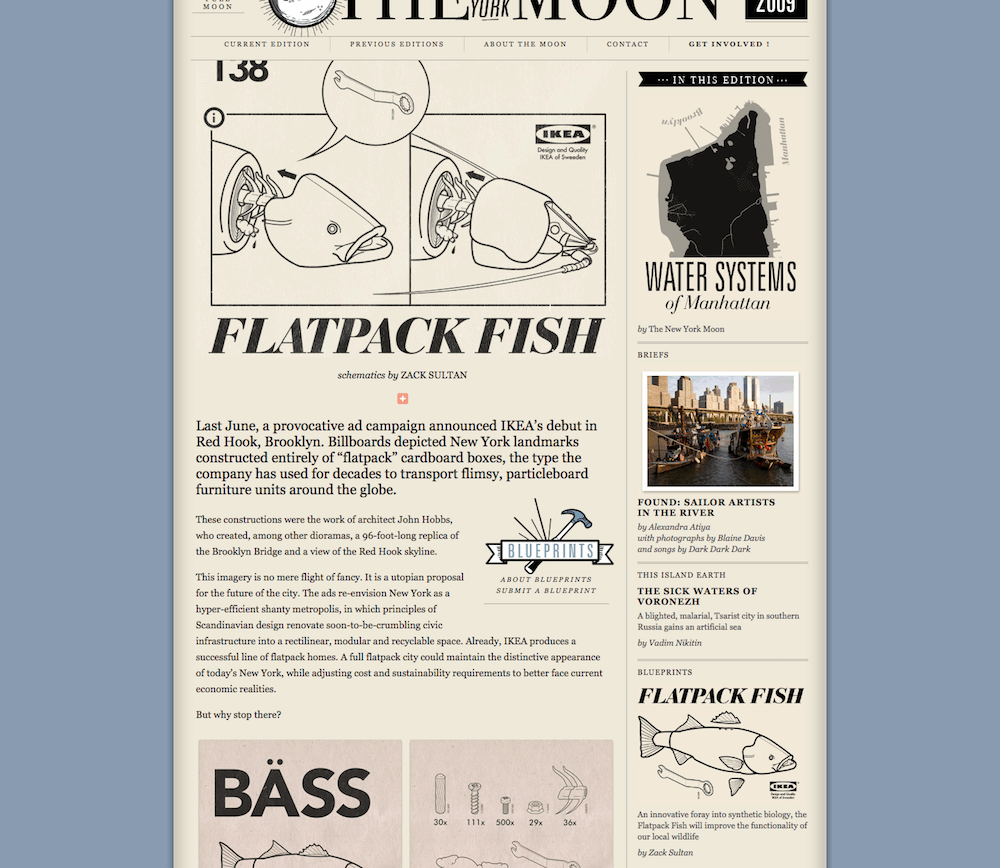 MOON
THE YORK MOON
2009
CURRENT EDITION
PREVIOUS EDITIONS
ABOUT THE MOON
CONTACT
GET INVOLVED !
138
i
IKEA®
Design and Quality
IKEA of Sweden
FLATPACK FISH
schematics by ZACK SULTAN
Last June, a provocative ad campaign announced IKEA’s debut in
Red Hook, Brooklyn. Billboards depicted New York landmarks
constructed entirely of “flatpack” cardboard boxes, the type the
company has used for decades to transport flimsy, particleboard
furniture units around the globe.
These constructions were the work of architect John Hobbs,
who created, among other dioramas, a 96-foot-long replica of
the Brooklyn Bridge and a view of the Red Hook skyline.
BLUEPRINTS
ABOUT BLUEPRINTS
SUBMIT A BLUEPRINT
This imagery is no mere flight of fancy. It is a utopian proposal
for the future of the city. The ads re-envision New York as a
hyper-efficient shanty metropolis, in which principles of
Scandinavian design renovate soon-to-be-crumbling civic
infrastructure into a rectilinear, modular and recyclable space. Already, IKEA produces a
successful line of flatpack homes. A full flatpack city could maintain the distinctive appearance
of today’s New York, while adjusting cost and sustainability requirements to better face current
economic realities.
But why stop there?
BÄSS
30x 111x 500x 29x 36x
··· IN THIS EDITION ···
Brooklyn
Manhattan
WATER SYSTEMS
of Manhattan
by The New York Moon
BRIEFS
FOUND: SAILOR ARTISTS
IN THE RIVER
by Alexandra Atiya
with photographs by Blaine Davis
and songs by Dark Dark Dark
THIS ISLAND EARTH
THE SICK WATERS OF
VORONEZH
A blighted, malarial, Tsarist city in southern
Russia gains an artificial sea
by Vadim Nikitin
BLUEPRINTS
FLATPACK FISH
IKEA
Design and Quality
IKEA of Sweden
An innovative foray into synthetic biology, the
Flatpack Fish will improve the functionality of
our local wildlife
by Zack Sultan